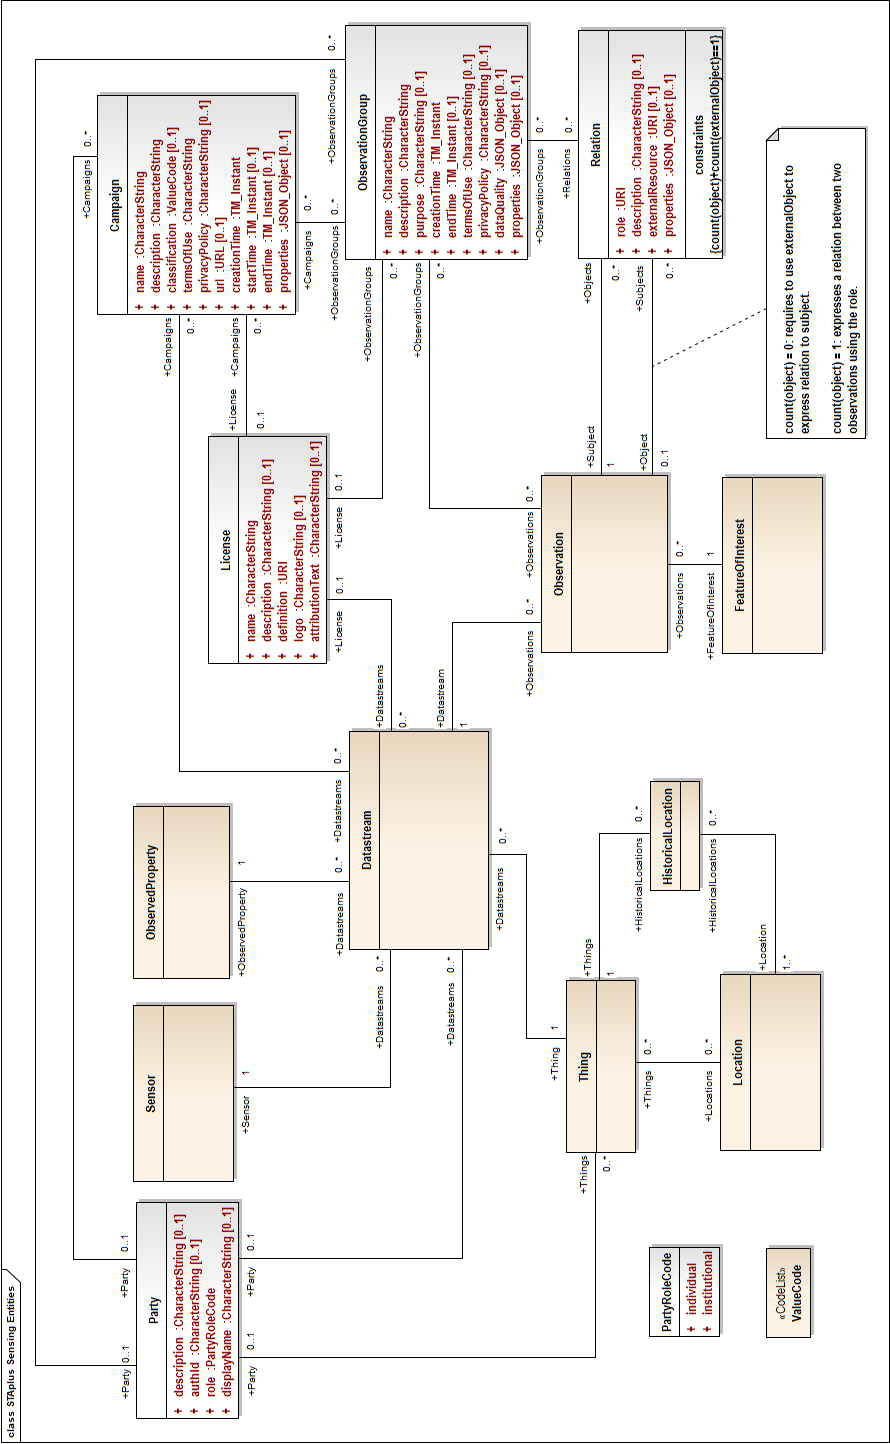 class STAplus Sensing Entities
Party
+ description :CharacterString [0..1]
+ authId :CharacterString [0..1]
+ role :PartyRoleCode
+ displayName :CharacterString [0..1]
+Party 0..1
+Party 0..1
+Party 0..1
+Party 0..1
Sensor
+Sensor 1
ObservedProperty
+ObservedProperty 1
License
+ name :CharacterString
+ description :CharacterString [0..1]
+ definition :URI
+ logo :CharacterString [0..1]
+ attributionText :CharacterString [0..1]
+License 0..1
+License 0..1
+License 0..1
Campaign
+ name :CharacterString
+ description :CharacterString
+ classification :ValueCode [0..1]
+ termsOfUse :CharacterString
+ privacyPolicy :CharacterString [0..1]
+ url :URL [0..1]
+ creationTime :TM_Instant
+ startTime :TM_Instant [0..1]
+ endTime :TM_Instant [0..1]
+ properties :JSON_Object [0..1]
+Campaigns 0..*
+Campaigns 0..*
+Campaigns 0..*
+Campaigns 0..*
ObservationGroup
+ name :CharacterString
+ description :CharacterString
+ purpose :CharacterString [0..1]
+ creationTime :TM_Instant
+ endTime :TM_Instant [0..1]
+ termsOfUse :CharacterString [0..1]
+ privacyPolicy :CharacterString [0..1]
+ dataQuality :JSON_Object [0..1]
+ properties :JSON_Object [0..1]
+ObservationGroups 0..*
+ObservationGroups 0..*
+ObservationGroups 0..*
+ObservationGroups 0..*
+ObservationGroups 0..*
Relation
+ role :URI
+ description :CharacterString [0..1]
+ externalResource :URI [0..1]
+ properties :JSON_Object [0..1]
constraints
{count(object)+count(externalObject)==1}
+Relations 0..*
+Objects 0..*
+Subjects 0..*
count(object) = 0: requires to use externalObject to
express relation to subject.
count(object) = 1: expresses a relation between two
observations using the role.
Datastream
+Datastreams 0..*
+Datastreams 0..*
+Datastreams 0..*
+Datastreams 0..*
+Datastreams 0..*
+Datastreams 0..*
+Datastream 1
Observation
+Subject 1
+Object 0..1
+Observations 0..*
+Observations 0..*
+Observations 0..*
FeatureOfInterest
+FeatureOfInterest 1
Thing
+Things 0..*
+Thing 1
+Things 1
+Things 0..*
HistoricalLocation
+HistoricalLocations 0..*
+HistoricalLocations 0..*
Location
+Locations 0..*
+Location 1..*
PartyRoleCode
+ individual
+ institutional
«CodeList»
ValueCode